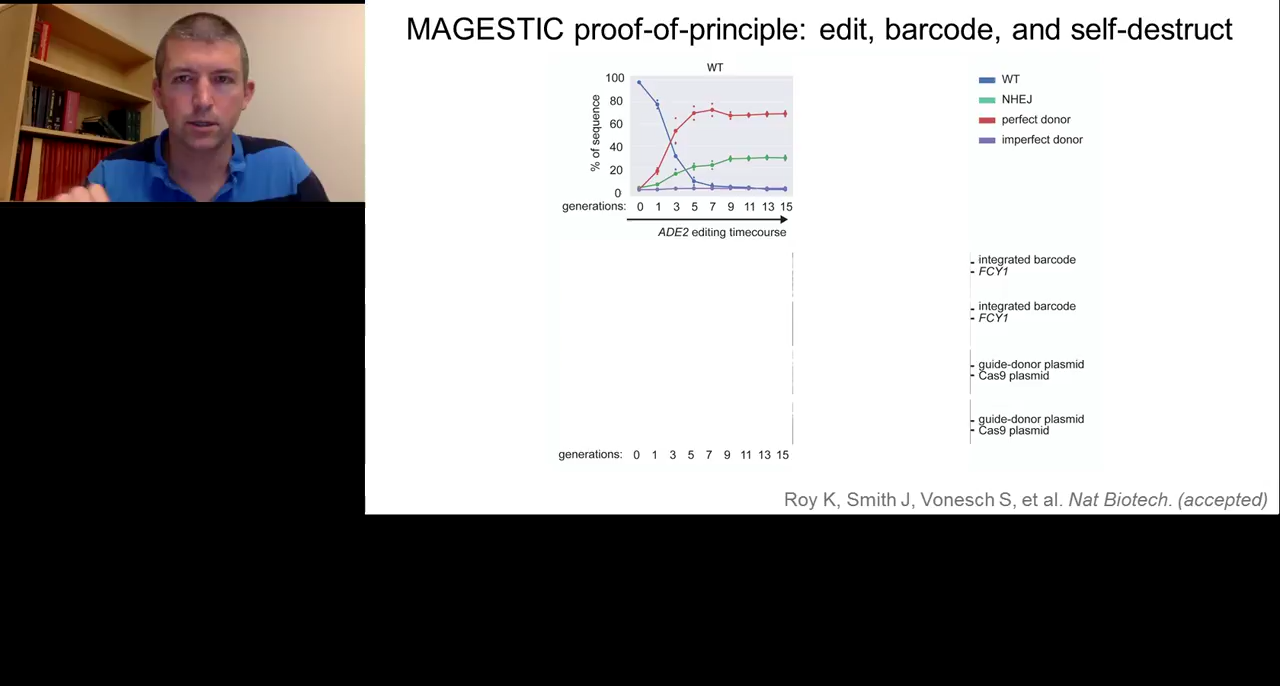 MAGESTIC proof-of-principle: edit, barcode, and self-destruct
WT
100
80
60
40
20
0
% of sequence
generations: 0 1 3 5 7 9 11 13 15
ADE2 editing timecourse
WT
NHEJ
perfect donor
imperfect donor
integrated barcode
FCY1
integrated barcode
FCY1
guide-donor plasmid
Cas9 plasmid
guide-donor plasmid
Cas9 plasmid
generations: 0 1 3 5 7 9 11 13 15
Roy K, Smith J, Vonesch S, et al. Nat Biotech. (accepted)